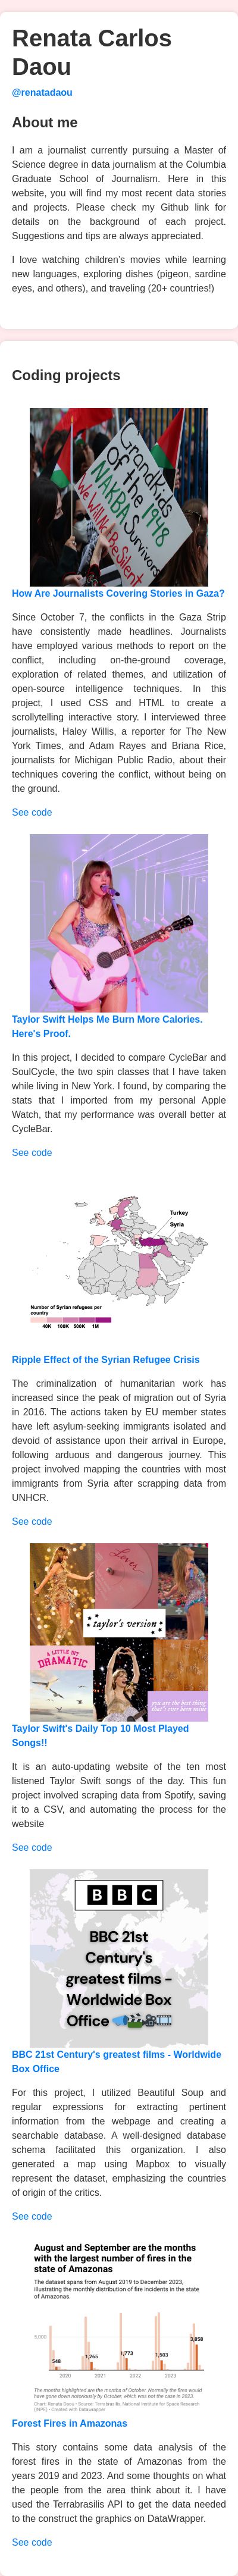 Renata Carlos
Daou
@renatadaou
About me
I am a journalist currently pursuing a Master of
Science degree in data journalism at the Columbia
Graduate School of Journalism. Here in this
website, you will find my most recent data stories
and projects. Please check my Github link for
details on the background of each project.
Suggestions and tips are always appreciated.
I love watching children's movies while learning
new languages, exploring dishes (pigeon, sardine
eyes, and others), and traveling (20+ countries!)
Coding projects
GRANDKIDS
OF THE 1948
NAKBA SURVIVORS
WE WILL BE RESILIENT
How Are Journalists Covering Stories in Gaza?
Since October 7, the conflicts in the Gaza Strip
have consistently made headlines. Journalists
have employed various methods to report on the
conflict, including on-the-ground coverage,
exploration of related themes, and utilization of
open-source intelligence techniques. In this
project, I used CSS and HTML to create a
scrollytelling interactive story. I interviewed three
journalists, Haley Willis, a reporter for The New
York Times, and Adam Rayes and Briana Rice,
journalists for Michigan Public Radio, about their
techniques covering the conflict, without being on
the ground.
See code
Taylor Swift Helps Me Burn More Calories.
Here's Proof.
In this project, I decided to compare CycleBar and
SoulCycle, the two spin classes that I have taken
while living in New York. I found, by comparing the
stats that I imported from my personal Apple
Watch, that my performance was overall better at
CycleBar.
See code
Turkey
Syria
Number of Syrian refugees per
country
40K 100K 500K 1M
Ripple Effect of the Syrian Refugee Crisis
The criminalization of humanitarian work has
increased since the peak of migration out of Syria
in 2016. The actions taken by EU member states
have left asylum-seeking immigrants isolated and
devoid of assistance upon their arrival in Europe,
following arduous and dangerous journey. This
project involved mapping the countries with most
immigrants from Syria after scrapping data from
UNHCR.
See code
Lover
taylor's version
A LITTLE BIT
DRAMATIC
you are the best thing
that's ever been mine
Taylor Swift's Daily Top 10 Most Played
Songs!!
It is an auto-updating website of the ten most
listened Taylor Swift songs of the day. This fun
project involved scraping data from Spotify, saving
it to a CSV, and automating the process for the
website
See code
BBC
BBC 21st
Century's
greatest films -
Worldwide Box
Office
BBC 21st Century's greatest films - Worldwide
Box Office
For this project, I utilized Beautiful Soup and
regular expressions for extracting pertinent
information from the webpage and creating a
searchable database. A well-designed database
schema facilitated this organization. I also
generated a map using Mapbox to visually
represent the dataset, emphasizing the countries
of origin of the critics.
See code
August and September are the months
with the largest number of fires in the
state of Amazonas
The dataset spans from August 2019 to December 2023,
illustrating the monthly distribution of fire incidents in the state
of Amazonas.
5,000
548
1,265
1,773
1,503
3,858
2020 2021 2022 2023
The months highlighted are the months of October. Normally the fires would
have gone down notoriously by October, which was not the case in 2023.
Chart: Renata Daou • Source: Terrabrasilis, National Institute for Space Research
(INPE) • Created with Datawrapper
Forest Fires in Amazonas
This story contains some data analysis of the
forest fires in the state of Amazonas from the
years 2019 and 2023. And some thoughts on what
the people from the area think about it. I have
used the Terrabrasilis API to get the data needed
to the construct the graphics on DataWrapper.
See code